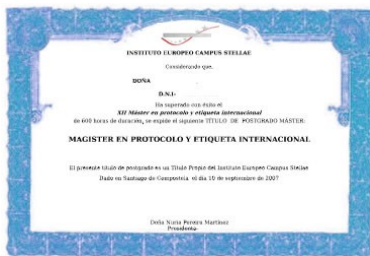 INSTITUTO EUROPEO CAMPUS STELLAE
Considerando que,
DOÑA
D.N.I-
Ha superado con éxito el
XII Máster en protocolo y etiqueta internacional
de 600 horas de duración, se expide el siguiente TITULO DE POSTGRADO MÁSTER:
MAGISTER EN PROTOCOLO Y ETIQUETA INTERNACIONAL
El presente título de postgrado es un Título Propio del Instituto Europeo Campus Stellae
Dado en Santiago de Compostela, el día 10 de septiembre de 2007
Doña Nuria Pereira Martínez
Presidenta